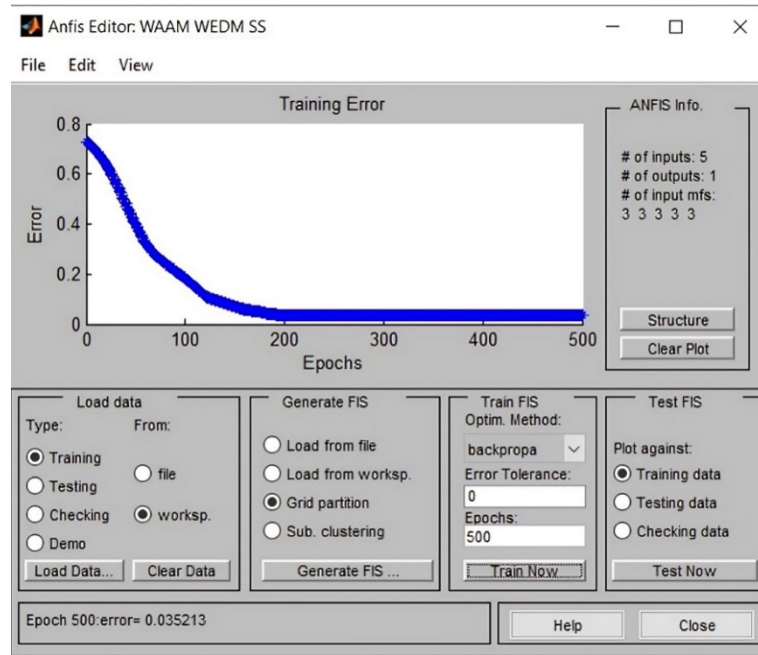 Anfis Editor: WAAM WEDM SS
File Edit View
Training Error
0.8
0.6
0.4
0.2
0
Error
0 100 200 300 400 500
Epochs
ANFIS Info.
# of inputs: 5
# of outputs: 1
# of input mfs:
3 3 3 3 3
Structure
Clear Plot
Load data
Type: From:
Training
Testing
Checking
Demo
file
worksp.
Load Data... Clear Data
Generate FIS
Load from file
Load from worksp.
Grid partition
Sub. clustering
Generate FIS ...
Train FIS
Optim. Method:
backpropa
Error Tolerance:
0
Epochs:
500
Train Now
Test FIS
Plot against:
Training data
Testing data
Checking data
Test Now
Epoch 500:error= 0.035213
Help Close